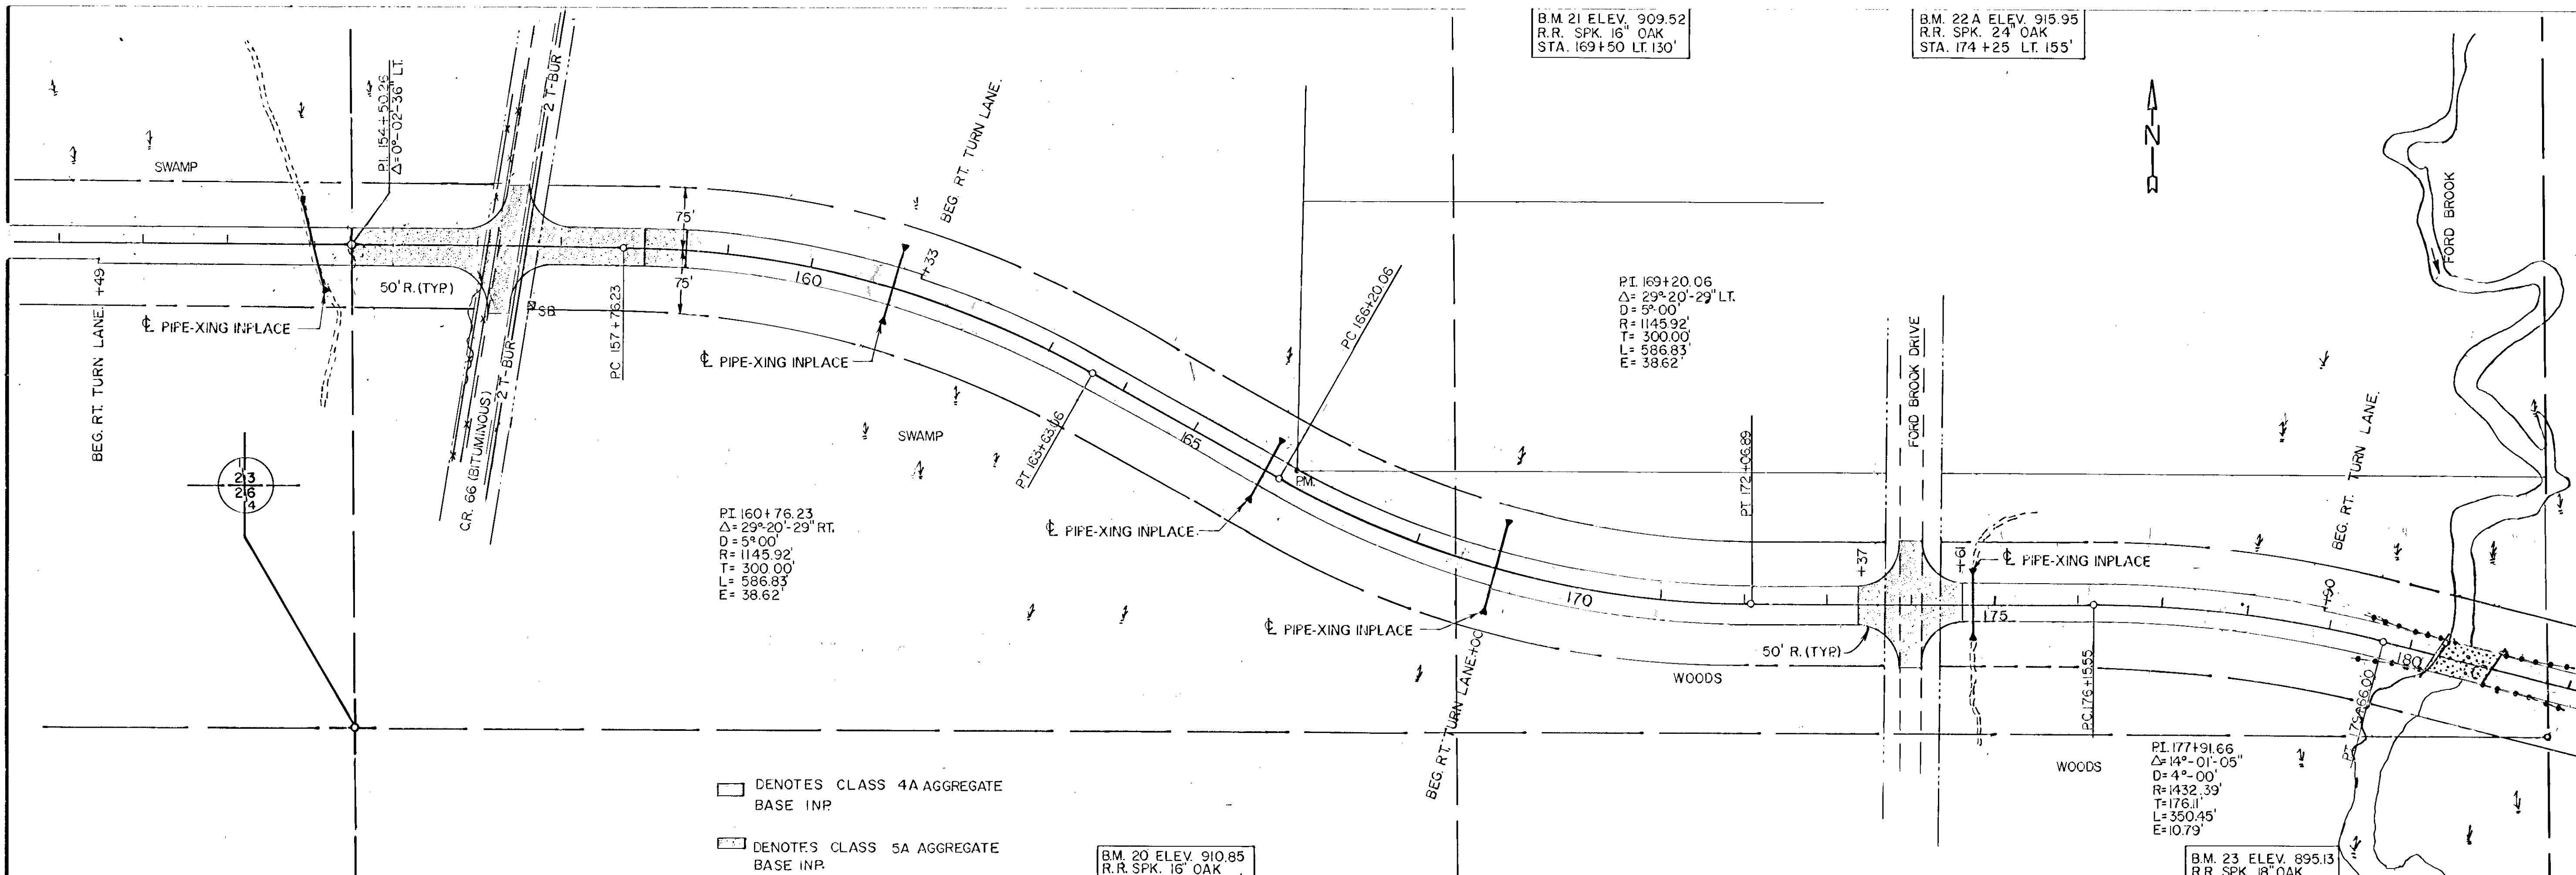 B.M. 21 ELEV. 909.52
R.R. SPK. 16" OAK
STA. 169+50 LT. 130'
B.M. 22A ELEV. 915.95
R.R. SPK. 24" OAK
STA. 174+25 LT. 155'
P.I. 154+50.26
Δ=0°-02'-36" LT.
2 T-BUR
BEG. RT. TURN LANE.
+33
SWAMP
N
FORD BROOK
75'
75'
BEG. RT. TURN LANE. +49
50' R.(TYP.)
℄ PIPE-XING INPLACE
SB
P.C. 157+76.23
160
℄ PIPE-XING INPLACE
P.C. 166+20.06
P.I. 169+20.06
Δ= 29°-20'-29" LT.
D= 5°-00'
R= 1145.92'
T= 300.00'
L= 586.83'
E= 38.62'
FORD BROOK DRIVE
C.R. 66 (BITUMINOUS)
2 T-BUR
SWAMP
165
P.T. 163+63.06
P.M.
P.T. 172+06.89
BEG. RT. TURN LANE.
23
26
4
P.I. 160+76.23
Δ= 29°-20'-29" RT.
D= 5°00'
R= 1145.92'
T= 300.00'
L= 586.83'
E= 38.62'
℄ PIPE-XING INPLACE
+37
+61
℄ PIPE-XING INPLACE
170
175
+90
℄ PIPE-XING INPLACE
50' R.(TYP.)
WOODS
180
BEG. RT. TURN LANE.+00
P.C. 176+15.55
P.T. 179+66.00
P.I. 177+91.66
Δ=14°-01'-05"
D=4°-00'
R=1432.39'
T=176.11'
L=350.45'
E=10.79'
WOODS
DENOTES CLASS 4A AGGREGATE
BASE INP.
DENOTES CLASS 5A AGGREGATE
BASE INP.
B.M. 20 ELEV. 910.85
R.R. SPK. 16" OAK
B.M. 23 ELEV. 895.13
R.R. SPK. 18" OAK